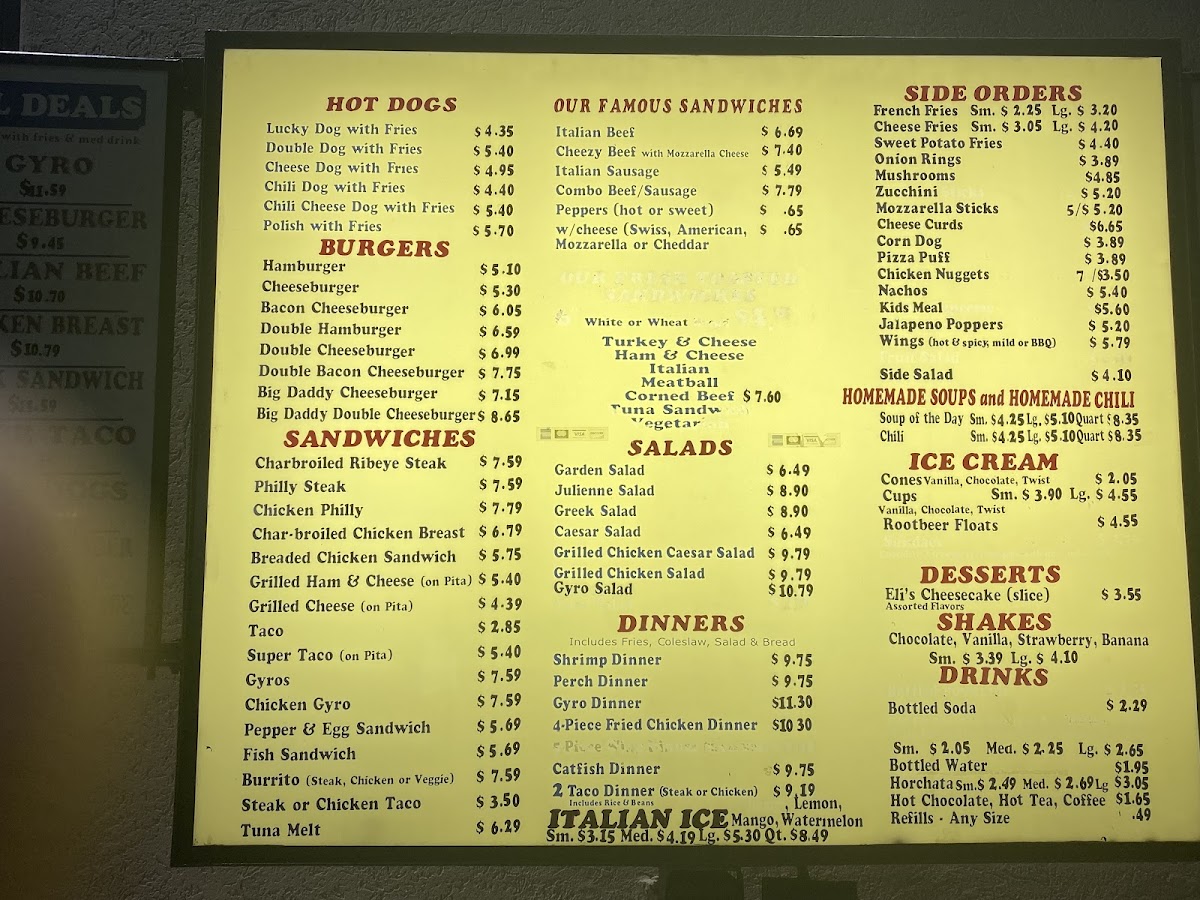 L DEALS
with fries & med drink
GYRO
$11.59
ESEBURGER
$9.45
LIAN BEEF
$10.70
KEN BREAST
$10.79
SANDWICH
TACO
HOT DOGS
Lucky Dog with Fries $4.35
Double Dog with Fries $5.40
Cheese Dog with Fries $4.95
Chili Dog with Fries $4.40
Chili Cheese Dog with Fries $5.40
Polish with Fries $5.70
BURGERS
Hamburger $5.10
Cheeseburger $5.30
Bacon Cheeseburger $6.05
Double Hamburger $6.59
Double Cheeseburger $6.99
Double Bacon Cheeseburger $7.75
Big Daddy Cheeseburger $7.15
Big Daddy Double Cheeseburger $8.65
SANDWICHES
Charbroiled Ribeye Steak $7.59
Philly Steak $7.59
Chicken Philly $7.79
Char-broiled Chicken Breast $6.79
Breaded Chicken Sandwich $5.75
Grilled Ham & Cheese (on Pita) $5.40
Grilled Cheese (on Pita) $4.39
Taco $2.85
Super Taco (on Pita) $5.40
Gyros $7.59
Chicken Gyro $7.59
Pepper & Egg Sandwich $5.69
Fish Sandwich $5.69
Burrito (Steak, Chicken or Veggie) $7.59
Steak or Chicken Taco $3.50
Tuna Melt $6.29
OUR FAMOUS SANDWICHES
Italian Beef $6.69
Cheezy Beef with Mozzarella Cheese $7.40
Italian Sausage $5.49
Combo Beef/Sausage $7.79
Peppers (hot or sweet) $ .65
w/cheese (Swiss, American, $ .65
Mozzarella or Cheddar
White or Wheat
Turkey & Cheese
Ham & Cheese
Italian
Meatball
Corned Beef $7.60
Tuna Sandw
Vegetar
SALADS
Garden Salad $6.49
Julienne Salad $8.90
Greek Salad $8.90
Caesar Salad $6.49
Grilled Chicken Caesar Salad $9.79
Grilled Chicken Salad $9.79
Gyro Salad $10.79
DINNERS
Includes Fries, Coleslaw, Salad & Bread
Shrimp Dinner $9.75
Perch Dinner $9.75
Gyro Dinner $11.30
4-Piece Fried Chicken Dinner $10 30
Catfish Dinner $9.75
2 Taco Dinner (Steak or Chicken) $9.19
Includes Rice & Beans
, Lemon,
ITALIAN ICE Mango, Watermelon
Sm. $3.15 Med. $4.19 Lg. $5.30 Qt. $8.49
SIDE ORDERS
French Fries Sm. $2.25 Lg. $3.20
Cheese Fries Sm. $3.05 Lg. $4.20
Sweet Potato Fries $4.40
Onion Rings $3.89
Mushrooms $4.85
Zucchini $5.20
Mozzarella Sticks 5/$5.20
Cheese Curds $6.65
Corn Dog $3.89
Pizza Puff $3.89
Chicken Nuggets 7 /$3.50
Nachos $5.40
Kids Meal $5.60
Jalapeno Poppers $5.20
Wings (hot & spicy, mild or BBQ) $5.79
Side Salad $4.10
HOMEMADE SOUPS and HOMEMADE CHILI
Soup of the Day Sm. $4.25 Lg. $5.10 Quart $8.35
Chili Sm. $4.25 Lg. $5.10 Quart $8.35
ICE CREAM
Cones Vanilla, Chocolate, Twist $2.05
Cups Sm. $3.90 Lg. $4.55
Vanilla, Chocolate, Twist
Rootbeer Floats $4.55
DESSERTS
Eli's Cheesecake (slice) $3.55
Assorted Flavors
SHAKES
Chocolate, Vanilla, Strawberry, Banana
Sm. $3.39 Lg. $4.10
DRINKS
Bottled Soda $2.29
Sm. $2.05 Med. $2.25 Lg. $2.65
Bottled Water $1.95
Horchata Sm. $2.49 Med. $2.69 Lg $3.05
Hot Chocolate, Hot Tea, Coffee $1.65
Refills - Any Size .49